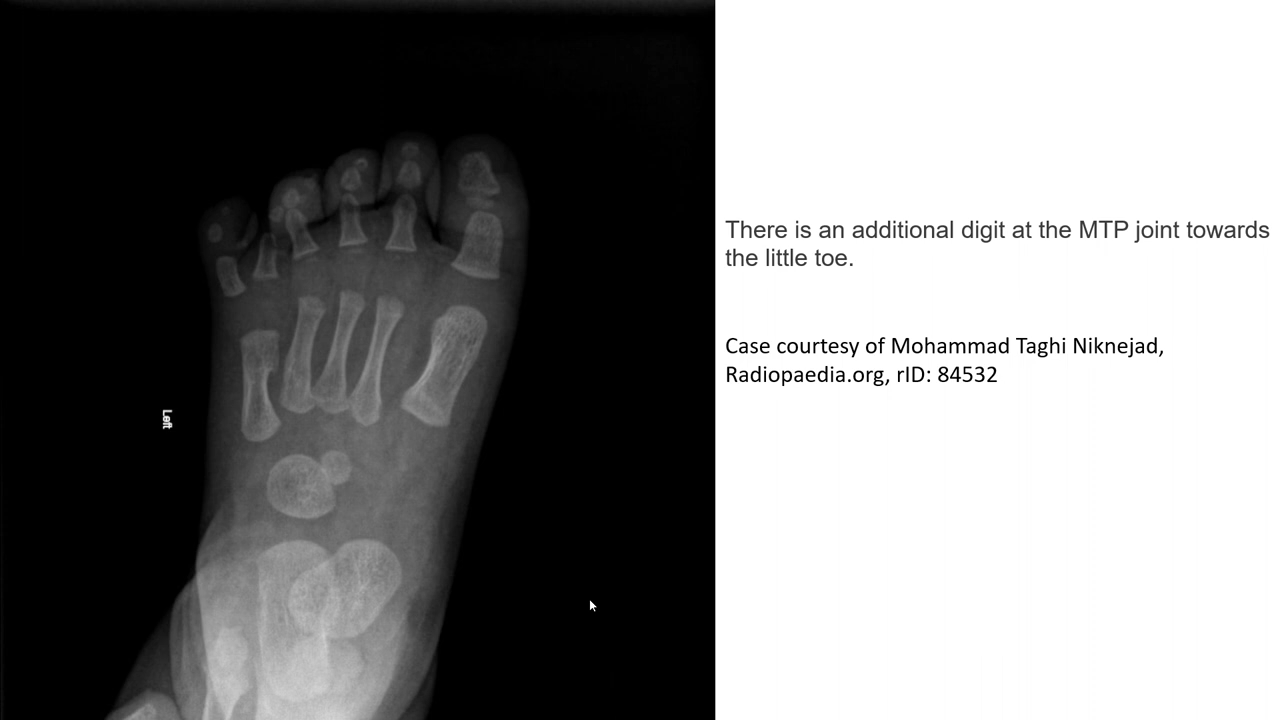 There is an additional digit at the MTP joint towards
the little toe.
Case courtesy of Mohammad Taghi Niknejad,
Radiopaedia.org, rID: 84532
Left